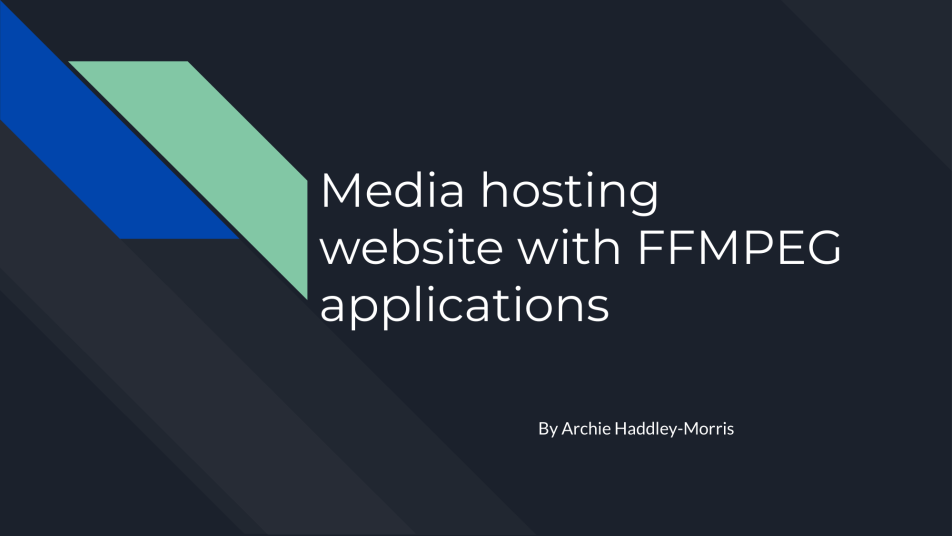 Media hosting
website with FFMPEG
applications
By Archie Haddley-Morris